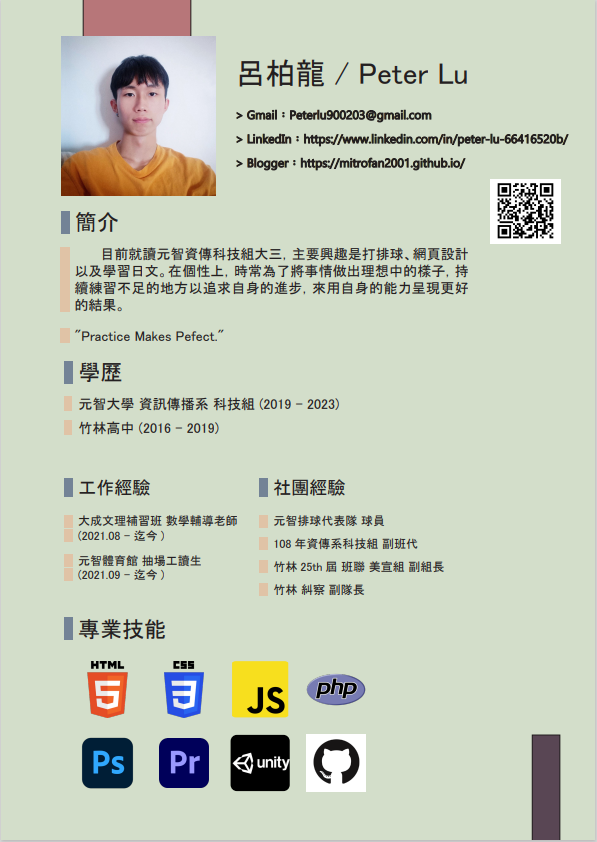 呂柏龍 / Peter Lu
> Gmail：Peterlu900203@gmail.com
> LinkedIn：https://www.linkedin.com/in/peter-lu-66416520b/
> Blogger：https://mitrofan2001.github.io/
簡介
目前就讀元智資傳科技組大三, 主要興趣是打排球、網頁設計
以及學習日文。在個性上, 時常為了將事情做出理想中的樣子, 持
續練習不足的地方以追求自身的進步, 來用自身的能力呈現更好
的結果。
"Practice Makes Pefect."
學歷
元智大學 資訊傳播系 科技組 (2019 – 2023)
竹林高中 (2016 – 2019)
工作經驗
大成文理補習班 數學輔導老師
(2021.08 – 迄今 )
元智體育館 抽場工讀生
(2021.09 – 迄今 )
社團經驗
元智排球代表隊 球員
108 年資傳系科技組 副班代
竹林 25th 屆 班聯 美宣組 副組長
竹林 糾察 副隊長
專業技能
HTML
5
CSS
3
JS
php
Ps
Pr
unity